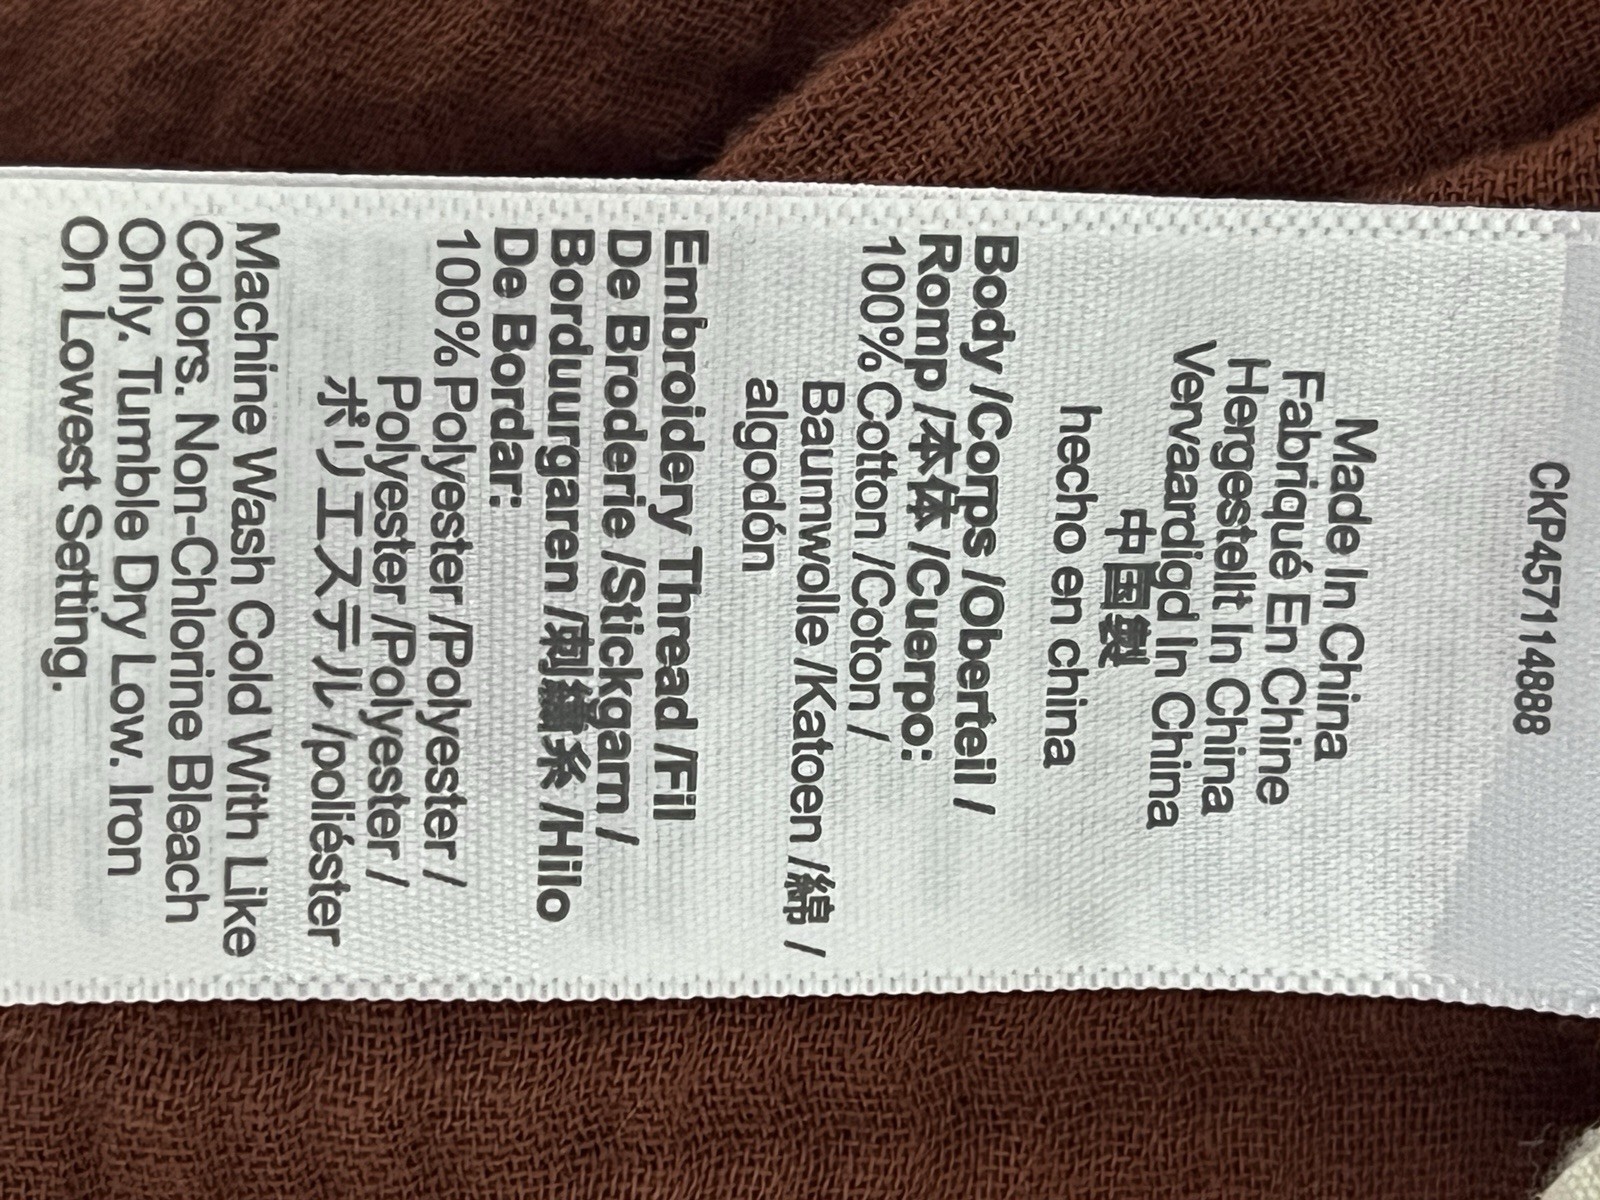 CKP457114888
Made In China
Fabriqué En Chine
Hergestellt In China
Vervaardigd In China
中国製
hecho en china
Body /Corps /Oberteil /
Romp /本体 /Cuerpo:
100% Cotton /Coton /
Baumwolle /Katoen /綿 /
algodón
Embroidery Thread /Fil
De Broderie /Stickgarn /
Borduurgaren /刺繍糸 /Hilo
De Bordar:
100% Polyester /Polyester /
Polyester /Polyester /
ポリエステル /poliéster
Machine Wash Cold With Like
Colors. Non-Chlorine Bleach
Only. Tumble Dry Low. Iron
On Lowest Setting.